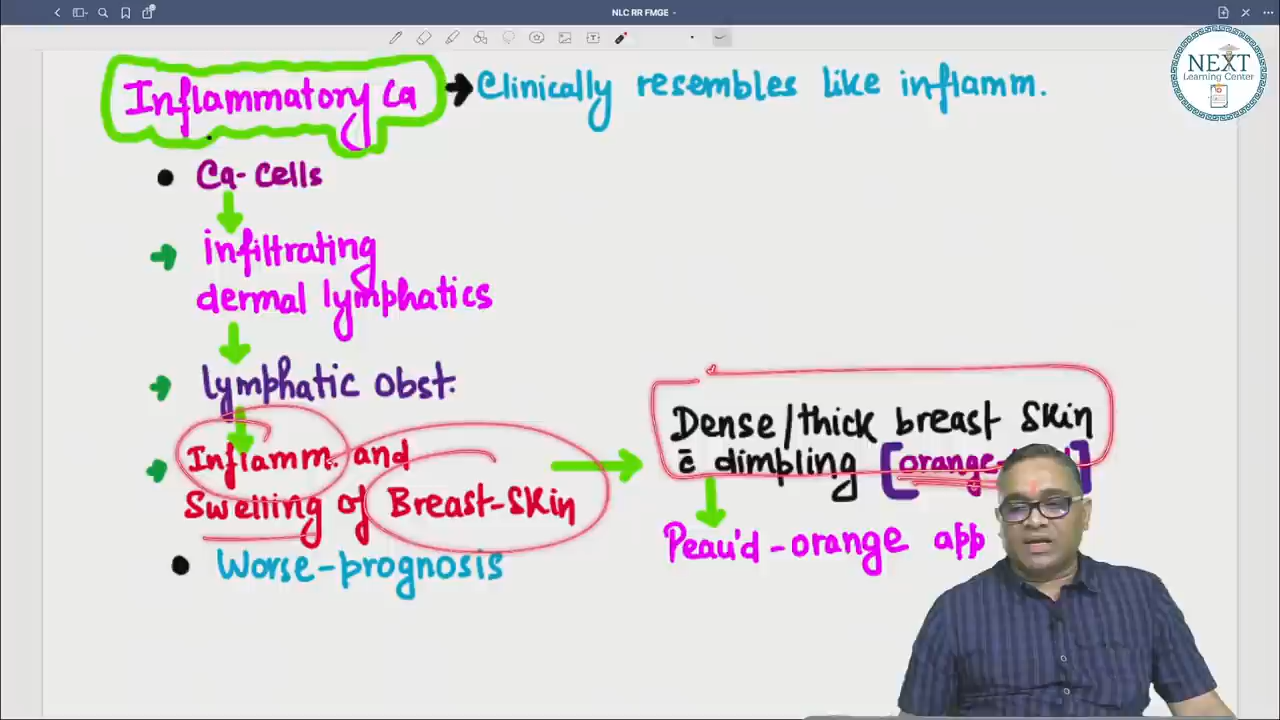 NLC RR FMGE
NEXT
Learning Center
Inflammatory Ca → Clinically resembles like inflamm.
• Ca-cells
infiltrating
dermal lymphatics
lymphatic obst.
Inflamm. and
Swelling of Breast-Skin
• Worse-prognosis
Dense/thick breast skin
c̄ dimpling [orange
Peau'd-orange app